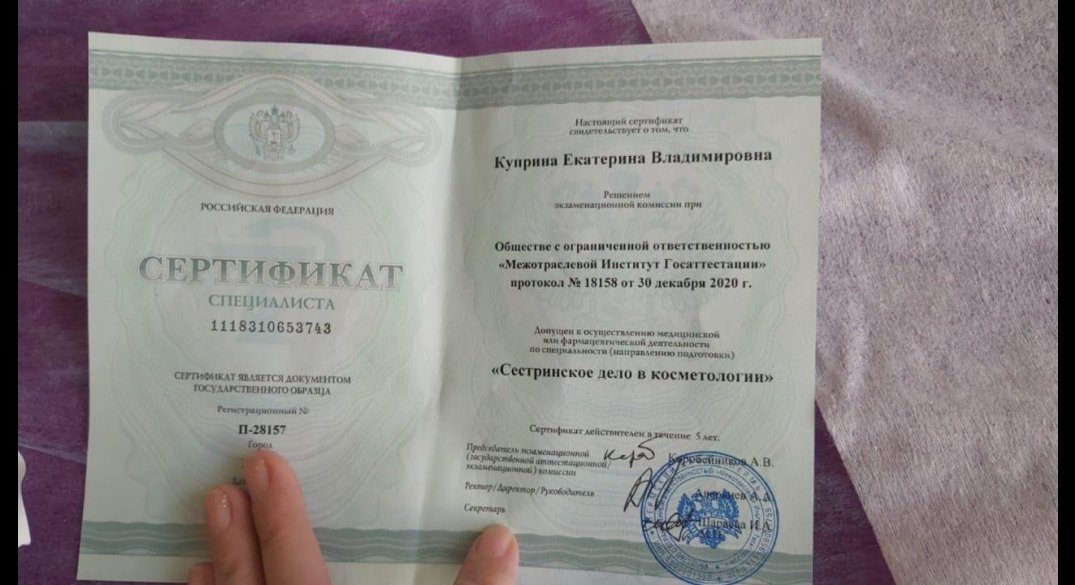 РОССИЙСКАЯ ФЕДЕРАЦИЯ
СЕРТИФИКАТ
СПЕЦИАЛИСТА
1118310653743
СЕРТИФИКАТ ЯВЛЯЕТСЯ ДОКУМЕНТОМ
ГОСУДАРСТВЕННОГО ОБРАЗЦА
Регистрационный №
П-28157
Город
Настоящий сертификат
свидетельствует о том, что
Куприна Екатерина Владимировна
Решением
экзаменационной комиссии при
Обществе с ограниченной ответственностью
«Межотраслевой Институт Госаттестации»
протокол № 18158 от 30 декабря 2020 г.
Допущен к осуществлению медицинской
или фармацевтической деятельности
по специальности (направлению подготовки)
«Сестринское дело в косметологии»
Сертификат действителен в течение 5 лет.
Председатель экзаменационной
(государственной аттестационной/
экзаменационной) комиссии
Коробейников А.В.
Ректор/Директор/Руководитель
Секретарь
М.П.